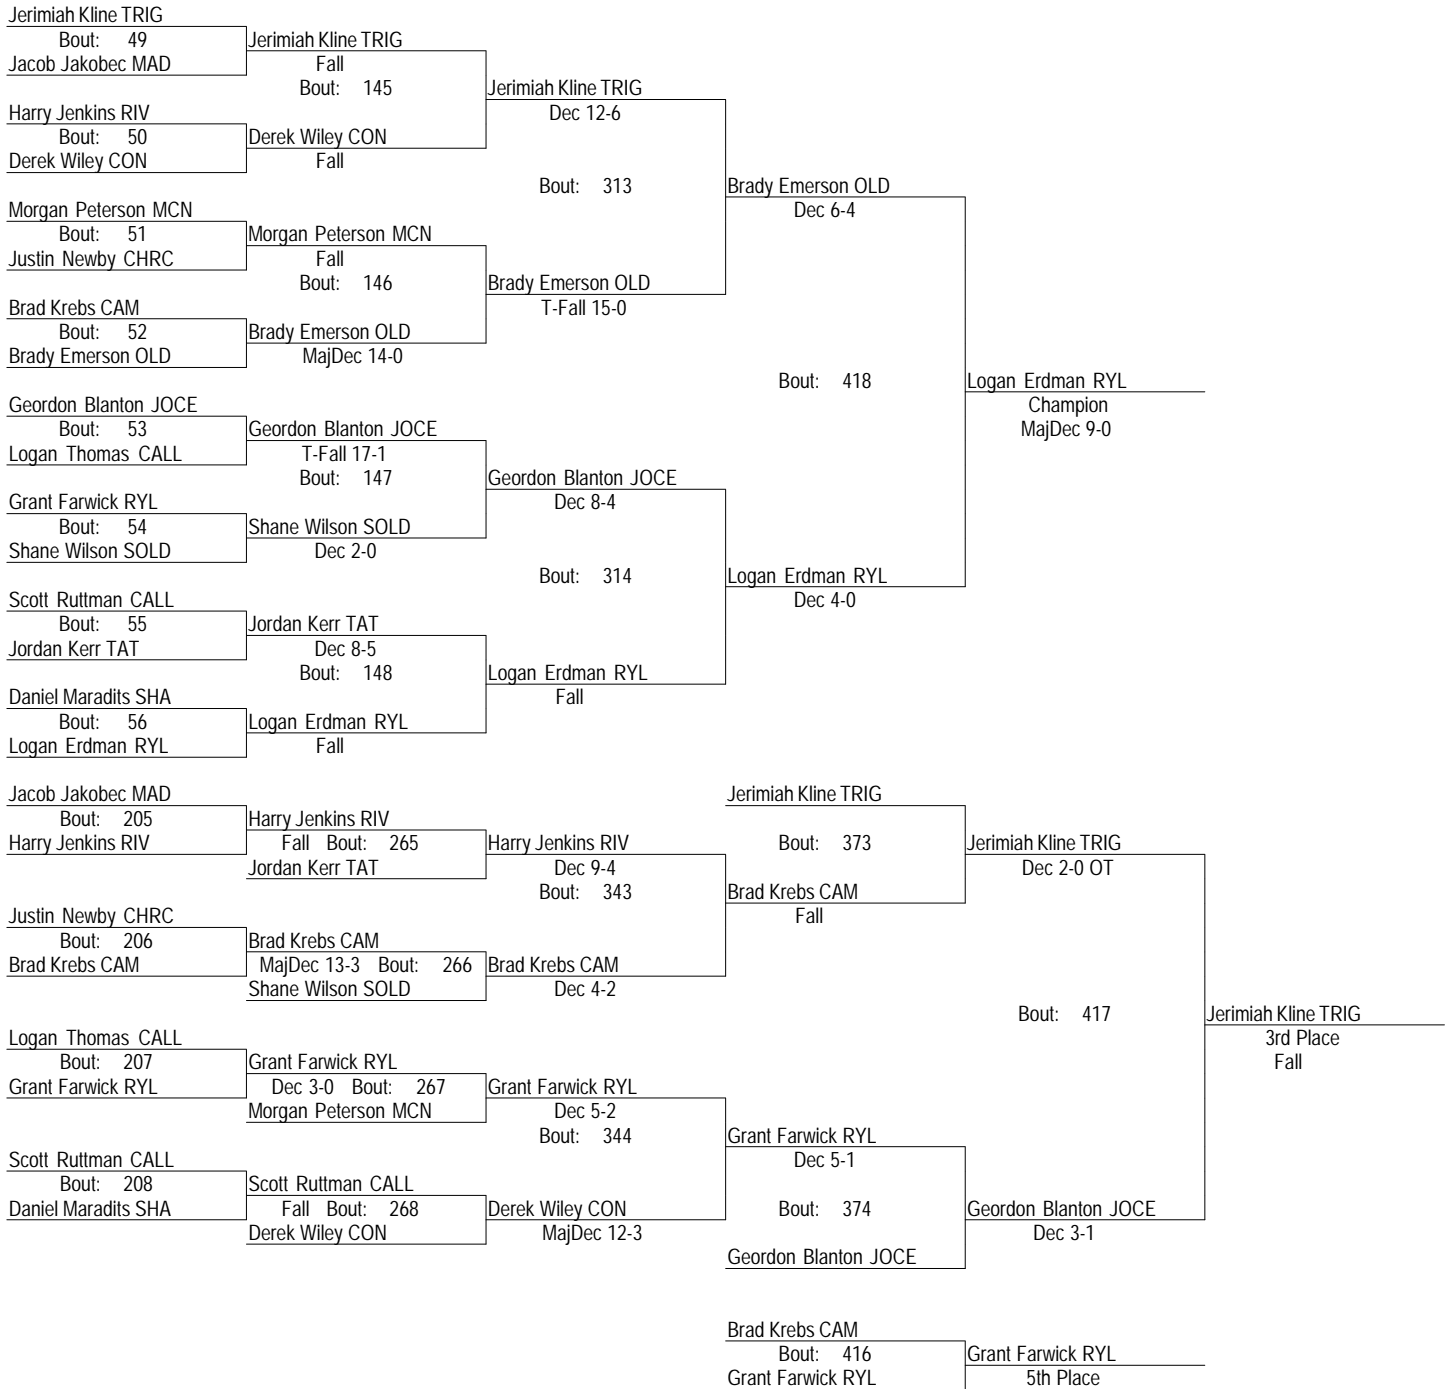 Jerimiah Kline TRIG
Bout: 49 Jerimiah Kline TRIG
Jacob Jakobec MAD Fall
Bout: 145 Jerimiah Kline TRIG
Harry Jenkins RIV Dec 12-6
Bout: 50 Derek Wiley CON
Derek Wiley CON Fall
Bout: 313 Brady Emerson OLD
Morgan Peterson MCN Dec 6-4
Bout: 51 Morgan Peterson MCN
Justin Newby CHRC Fall
Bout: 146 Brady Emerson OLD
Brad Krebs CAM T-Fall 15-0
Bout: 52 Brady Emerson OLD
Brady Emerson OLD MajDec 14-0
Bout: 418 Logan Erdman RYL
Geordon Blanton JOCE Champion
Bout: 53 Geordon Blanton JOCE MajDec 9-0
Logan Thomas CALL T-Fall 17-1
Bout: 147 Geordon Blanton JOCE
Grant Farwick RYL Dec 8-4
Bout: 54 Shane Wilson SOLD
Shane Wilson SOLD Dec 2-0
Bout: 314 Logan Erdman RYL
Scott Ruttman CALL Dec 4-0
Bout: 55 Jordan Kerr TAT
Jordan Kerr TAT Dec 8-5
Bout: 148 Logan Erdman RYL
Daniel Maradits SHA Fall
Bout: 56 Logan Erdman RYL
Logan Erdman RYL Fall
Jacob Jakobec MAD Jerimiah Kline TRIG
Bout: 205 Harry Jenkins RIV
Harry Jenkins RIV Fall Bout: 265 Harry Jenkins RIV Bout: 373 Jerimiah Kline TRIG
Jordan Kerr TAT Dec 9-4 Dec 2-0 OT
Bout: 343 Brad Krebs CAM
Justin Newby CHRC Fall
Bout: 206 Brad Krebs CAM
Brad Krebs CAM MajDec 13-3 Bout: 266 Brad Krebs CAM
Shane Wilson SOLD Dec 4-2
Bout: 417 Jerimiah Kline TRIG
Logan Thomas CALL 3rd Place
Bout: 207 Grant Farwick RYL Fall
Grant Farwick RYL Dec 3-0 Bout: 267 Grant Farwick RYL
Morgan Peterson MCN Dec 5-2
Bout: 344 Grant Farwick RYL
Scott Ruttman CALL Dec 5-1
Bout: 208 Scott Ruttman CALL
Daniel Maradits SHA Fall Bout: 268 Derek Wiley CON Bout: 374 Geordon Blanton JOCE
Derek Wiley CON MajDec 12-3 Dec 3-1
Geordon Blanton JOCE
Brad Krebs CAM
Bout: 416 Grant Farwick RYL
Grant Farwick RYL 5th Place